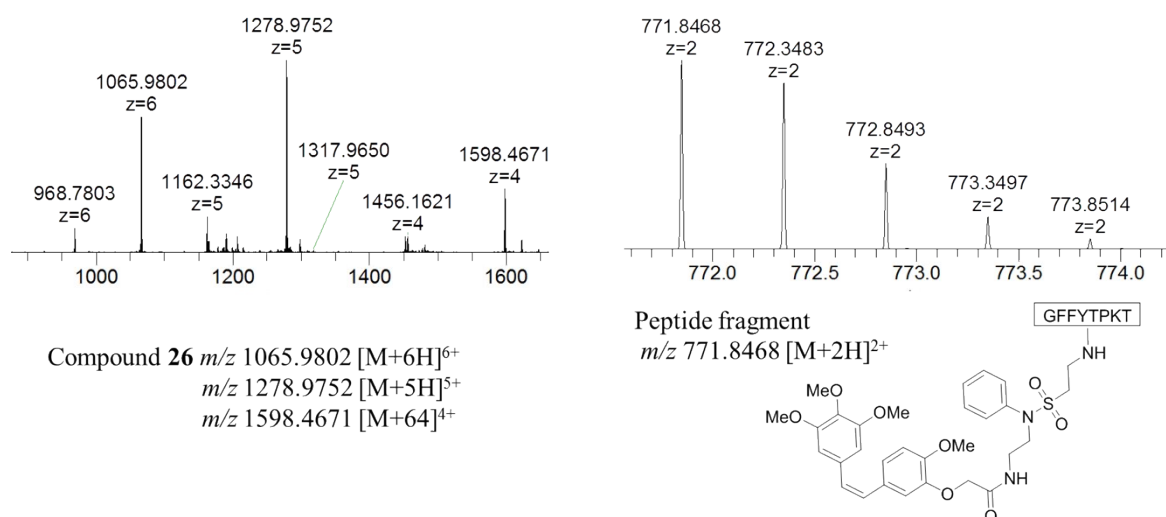 1278.9752
z=5
1065.9802
z=6
1317.9650
z=5
1598.4671
z=4
968.7803
z=6
1162.3346
z=5
1456.1621
z=4
1000
1200
1400
1600
Compound 26 m/z 1065.9802 [M+6H]6+
m/z 1278.9752 [M+5H]5+
m/z 1598.4671 [M+64]4+
771.8468
z=2
772.3483
z=2
772.8493
z=2
773.3497
z=2
773.8514
z=2
772.0
772.5
773.0
773.5
774.0
Peptide fragment
m/z 771.8468 [M+2H]2+
GFFYTPKT
NH
O
S
O
N
OMe
MeO
OMe
OMe
NH
O
O